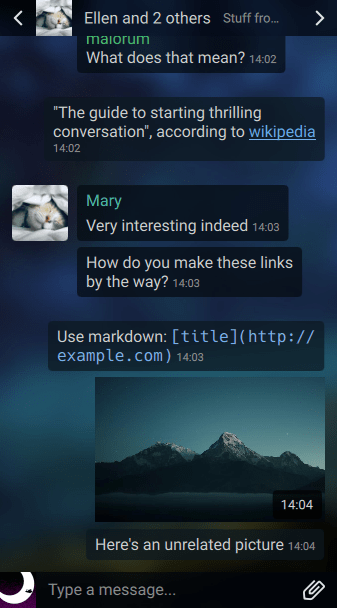 Ellen and 2 others Stuff fro...
malorum
What does that mean? 14:02
"The guide to starting thrilling
conversation", according to wikipedia
14:02
Mary
Very interesting indeed 14:03
How do you make these links
by the way? 14:03
Use markdown: [title](http://
example.com) 14:03
14:04
Here's an unrelated picture 14:04
Type a message...